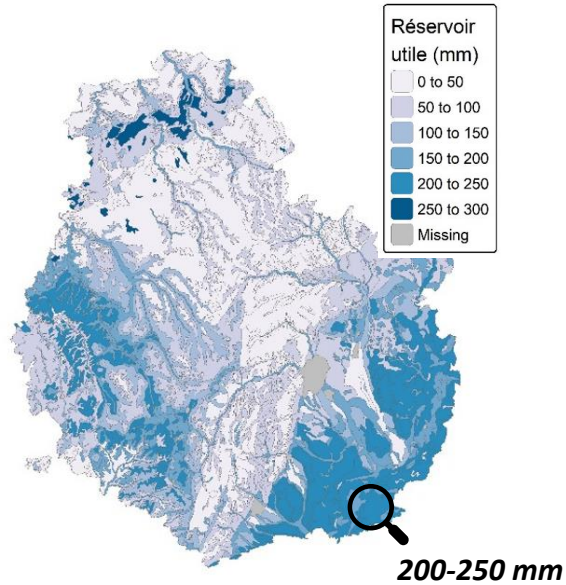 Réservoir
utile (mm)
0 to 50
50 to 100
100 to 150
150 to 200
200 to 250
250 to 300
Missing
200-250 mm